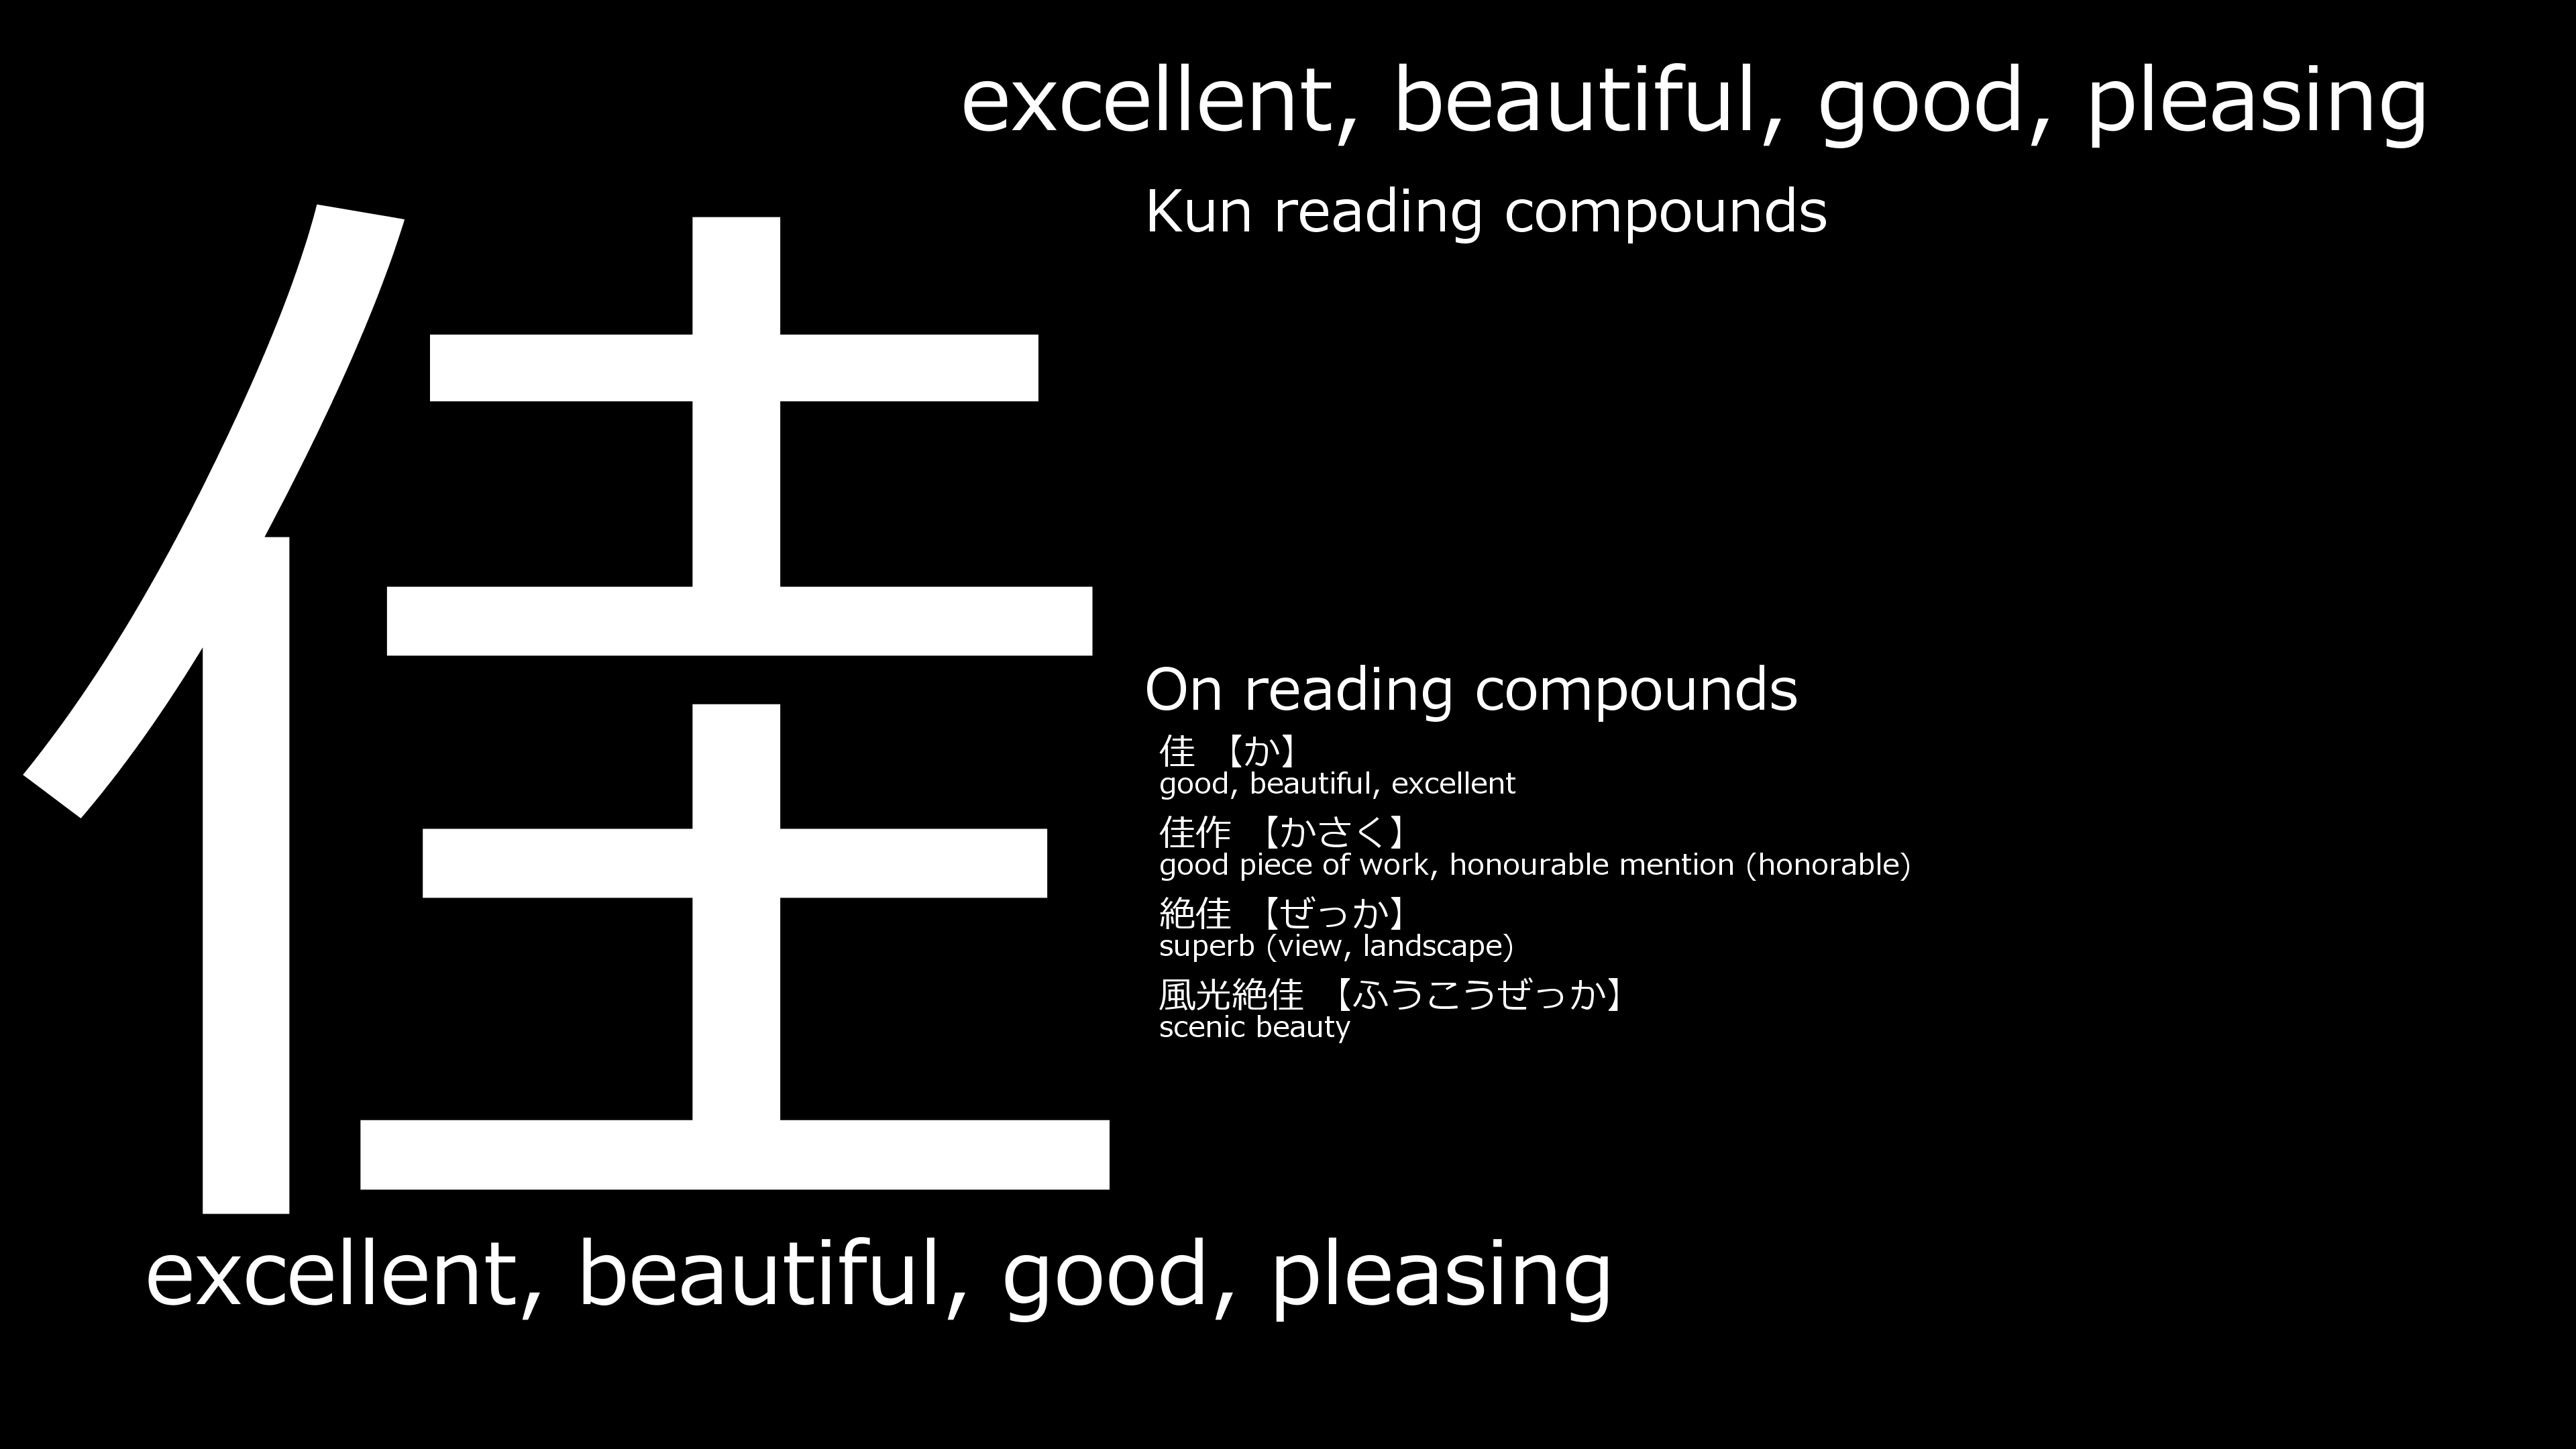 excellent, beautiful, good, pleasing
Kun reading compounds
佳
On reading compounds
佳 【か】
good, beautiful, excellent
佳作 【かさく】
good piece of work, honourable mention (honorable)
絶佳 【ぜっか】
superb (view, landscape)
風光絶佳 【ふうこうぜっか】
scenic beauty
excellent, beautiful, good, pleasing